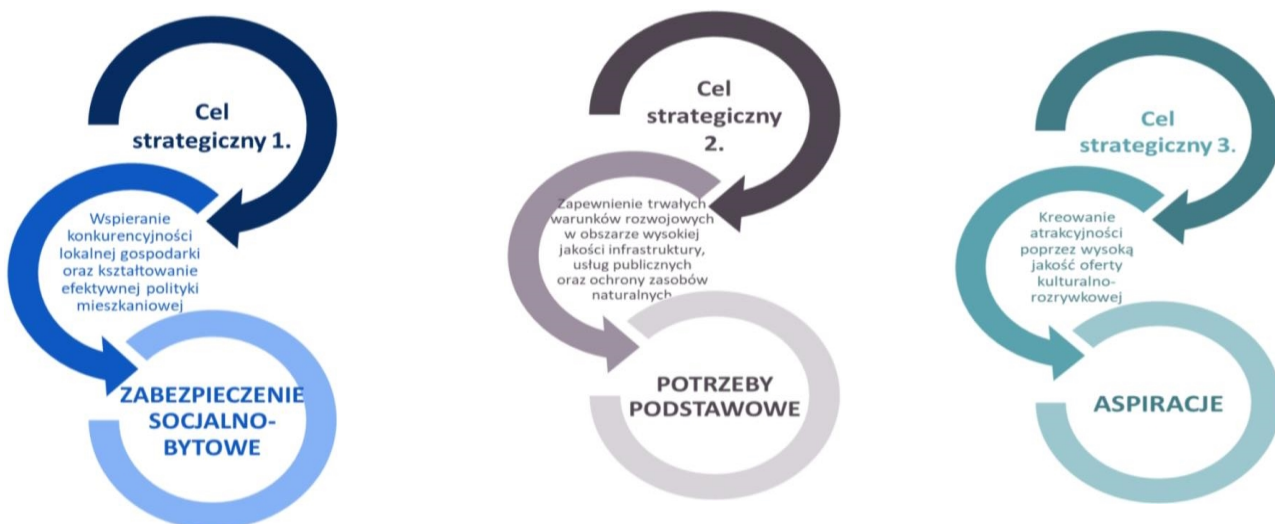 Cel
strategiczny 1.
Wspieranie
konkurencyjności
lokalnej gospodarki
oraz kształtowanie
efektywnej polityki
mieszkaniowej
ZABEZPIECZENIE
SOCJALNO-
BYTOWE
Cel
strategiczny
2.
Zapewnienie trwałych
warunków rozwojowych
w obszarze wysokiej
jakości infrastruktury,
usług publicznych
oraz ochrony zasobów
naturalnych
POTRZEBY
PODSTAWOWE
Cel
strategiczny 3.
Kreowanie
atrakcyjności
poprzez wysoką
jakość oferty
kulturalno-
rozrywkowej
ASPIRACJE